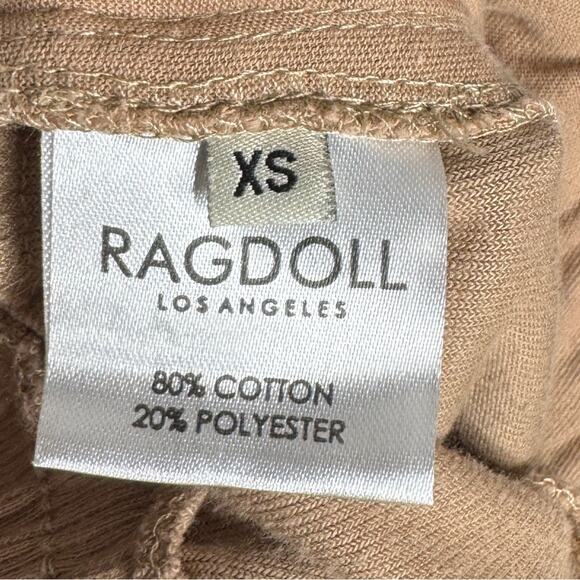 XS
RAGDOLL
LOS ANGELES
80% COTTON
20% POLYESTER